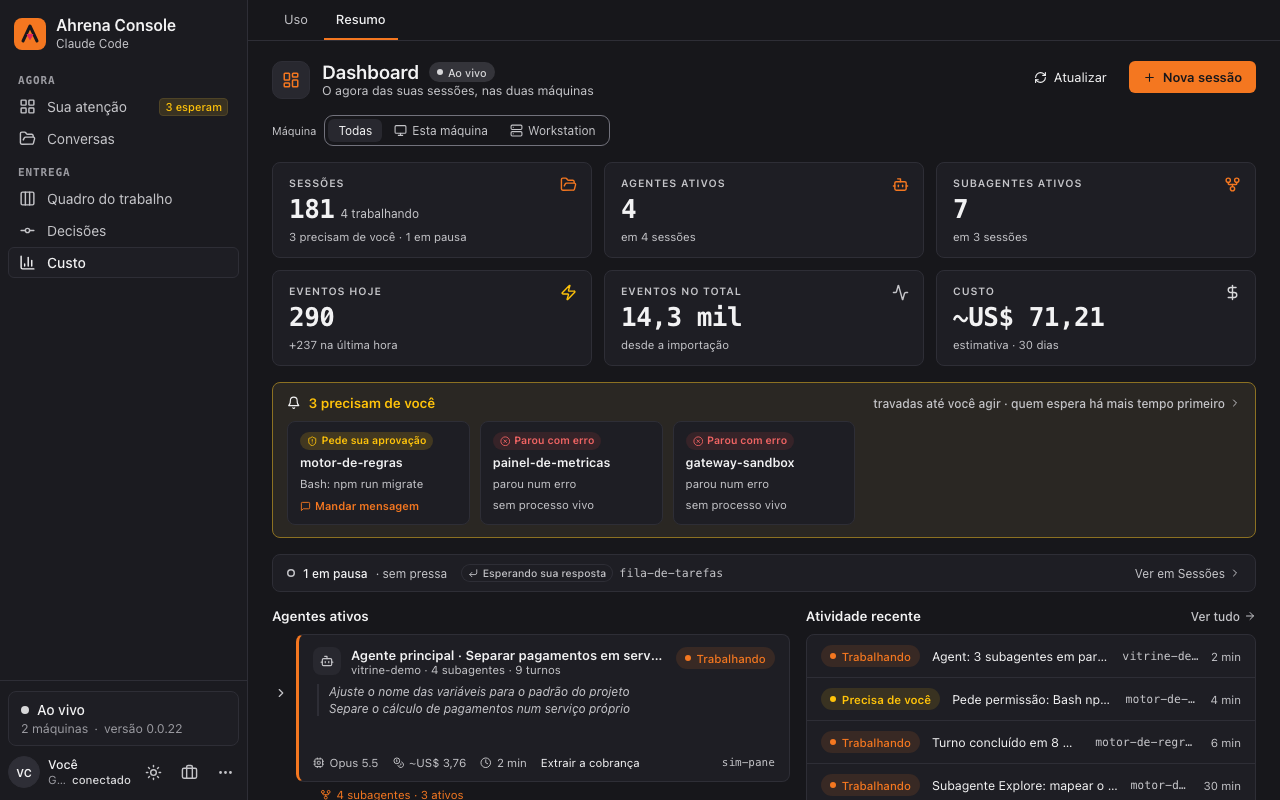 Ahrena Console
Claude Code
AGORA
Sua atenção 3 esperam
Conversas
ENTREGA
Quadro do trabalho
Decisões
Custo
Ao vivo
2 máquinas · versão 0.0.22
VC Você
G... conectado
Uso Resumo
Dashboard Ao vivo
O agora das suas sessões, nas duas máquinas
Atualizar
Nova sessão
Máquina Todas Esta máquina Workstation
SESSÕES
181 4 trabalhando
3 precisam de você · 1 em pausa
AGENTES ATIVOS
4
em 4 sessões
SUBAGENTES ATIVOS
7
em 3 sessões
EVENTOS HOJE
290
+237 na última hora
EVENTOS NO TOTAL
14,3 mil
desde a importação
CUSTO
~US$ 71,21
estimativa · 30 dias
3 precisam de você
travadas até você agir · quem espera há mais tempo primeiro
Pede sua aprovação
motor-de-regras
Bash: npm run migrate
Mandar mensagem
Parou com erro
painel-de-metricas
parou num erro
sem processo vivo
Parou com erro
gateway-sandbox
parou num erro
sem processo vivo
1 em pausa · sem pressa Esperando sua resposta fila-de-tarefas Ver em Sessões
Agentes ativos
Agente principal · Separar pagamentos em serv... Trabalhando
vitrine-demo · 4 subagentes · 9 turnos
Ajuste o nome das variáveis para o padrão do projeto
Separe o cálculo de pagamentos num serviço próprio
Opus 5.5 ~US$ 3,76 2 min Extrair a cobrança sim-pane
4 subagentes · 3 ativos
Atividade recente Ver tudo
Trabalhando Agent: 3 subagentes em par... vitrine-de... 2 min
Precisa de você Pede permissão: Bash np... motor-de-... 4 min
Trabalhando Turno concluído em 8 ... motor-de-regr... 6 min
Trabalhando Subagente Explore: mapear o ... motor-d... 30 min